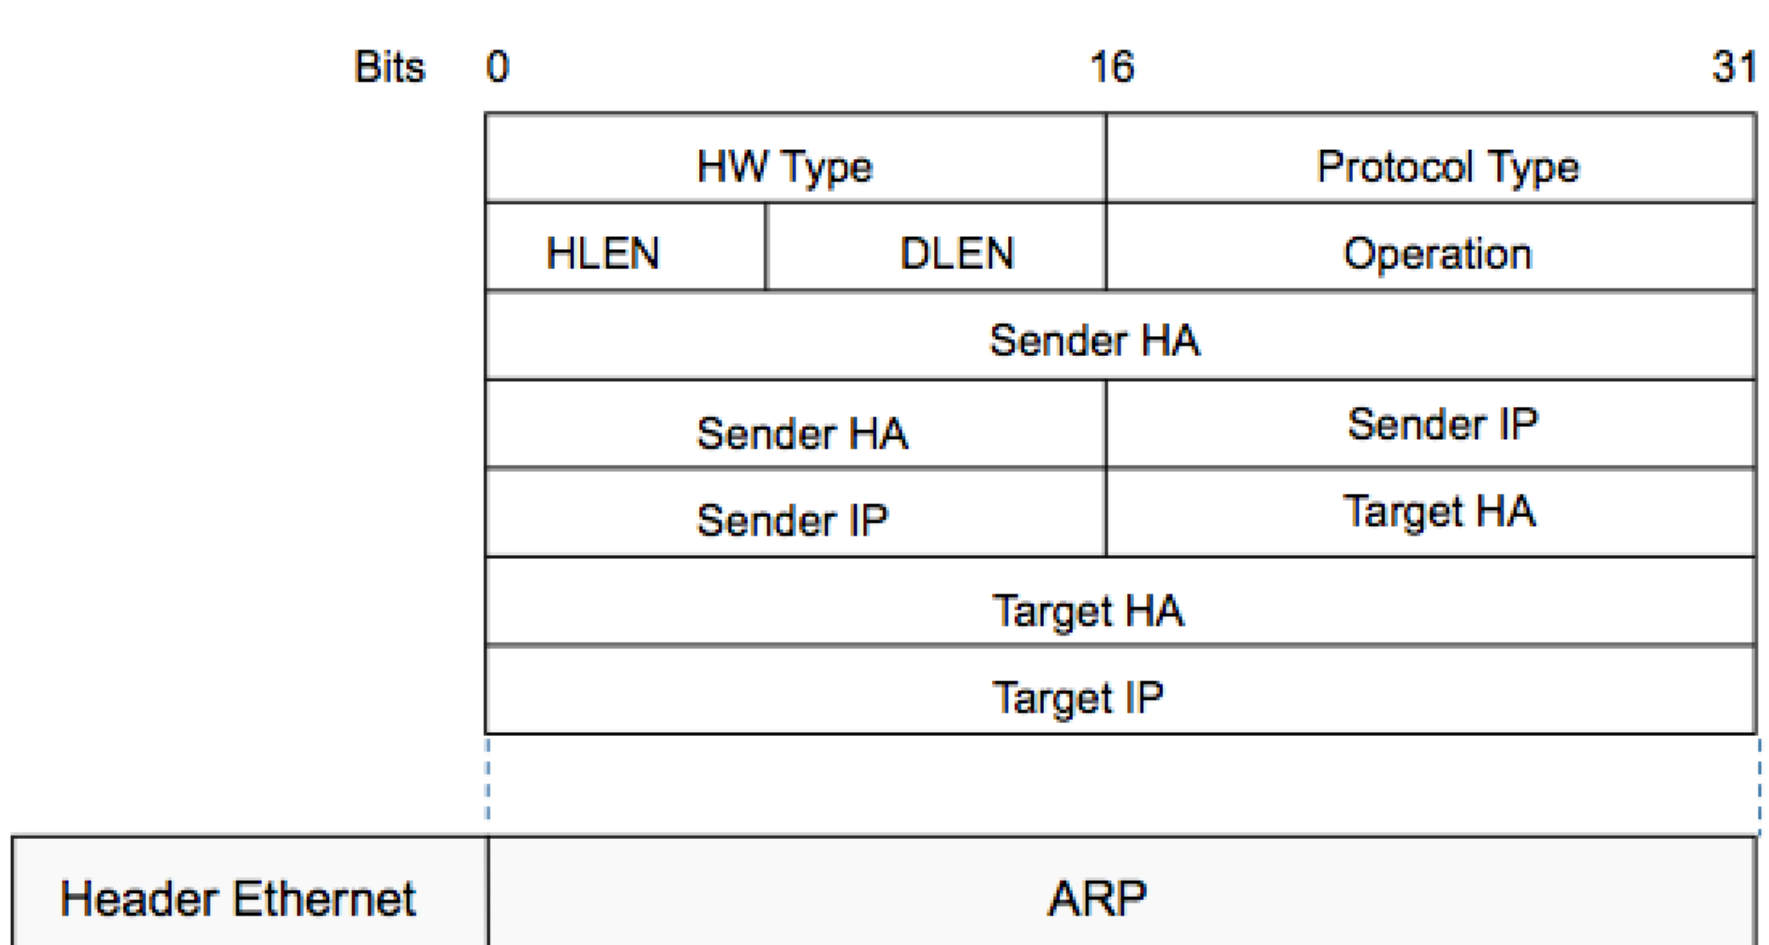 Bits 0 16 31
HW Type Protocol Type
HLEN DLEN Operation
Sender HA
Sender HA Sender IP
Sender IP Target HA
Target HA
Target IP
Header Ethernet ARP